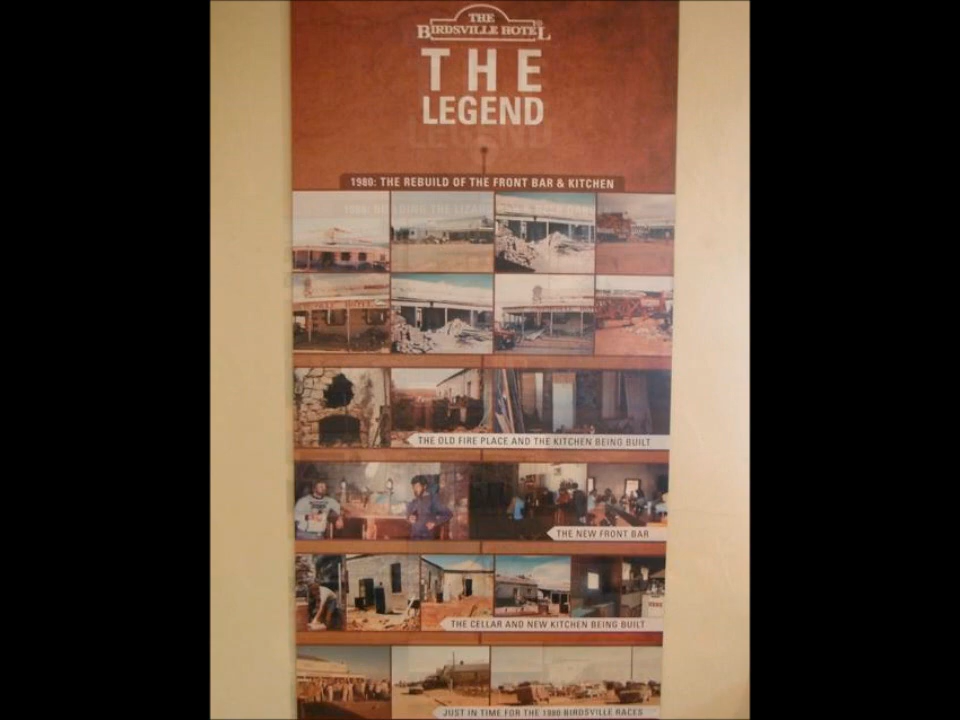 THE
BIRDSVILLE HOTEL
THE
LEGEND
1980: THE REBUILD OF THE FRONT BAR & KITCHEN
THE OLD FIRE PLACE AND THE KITCHEN BEING BUILT
THE NEW FRONT BAR
THE CELLAR AND NEW KITCHEN BEING BUILT
JUST IN TIME FOR THE 1980 BIRDSVILLE RACES